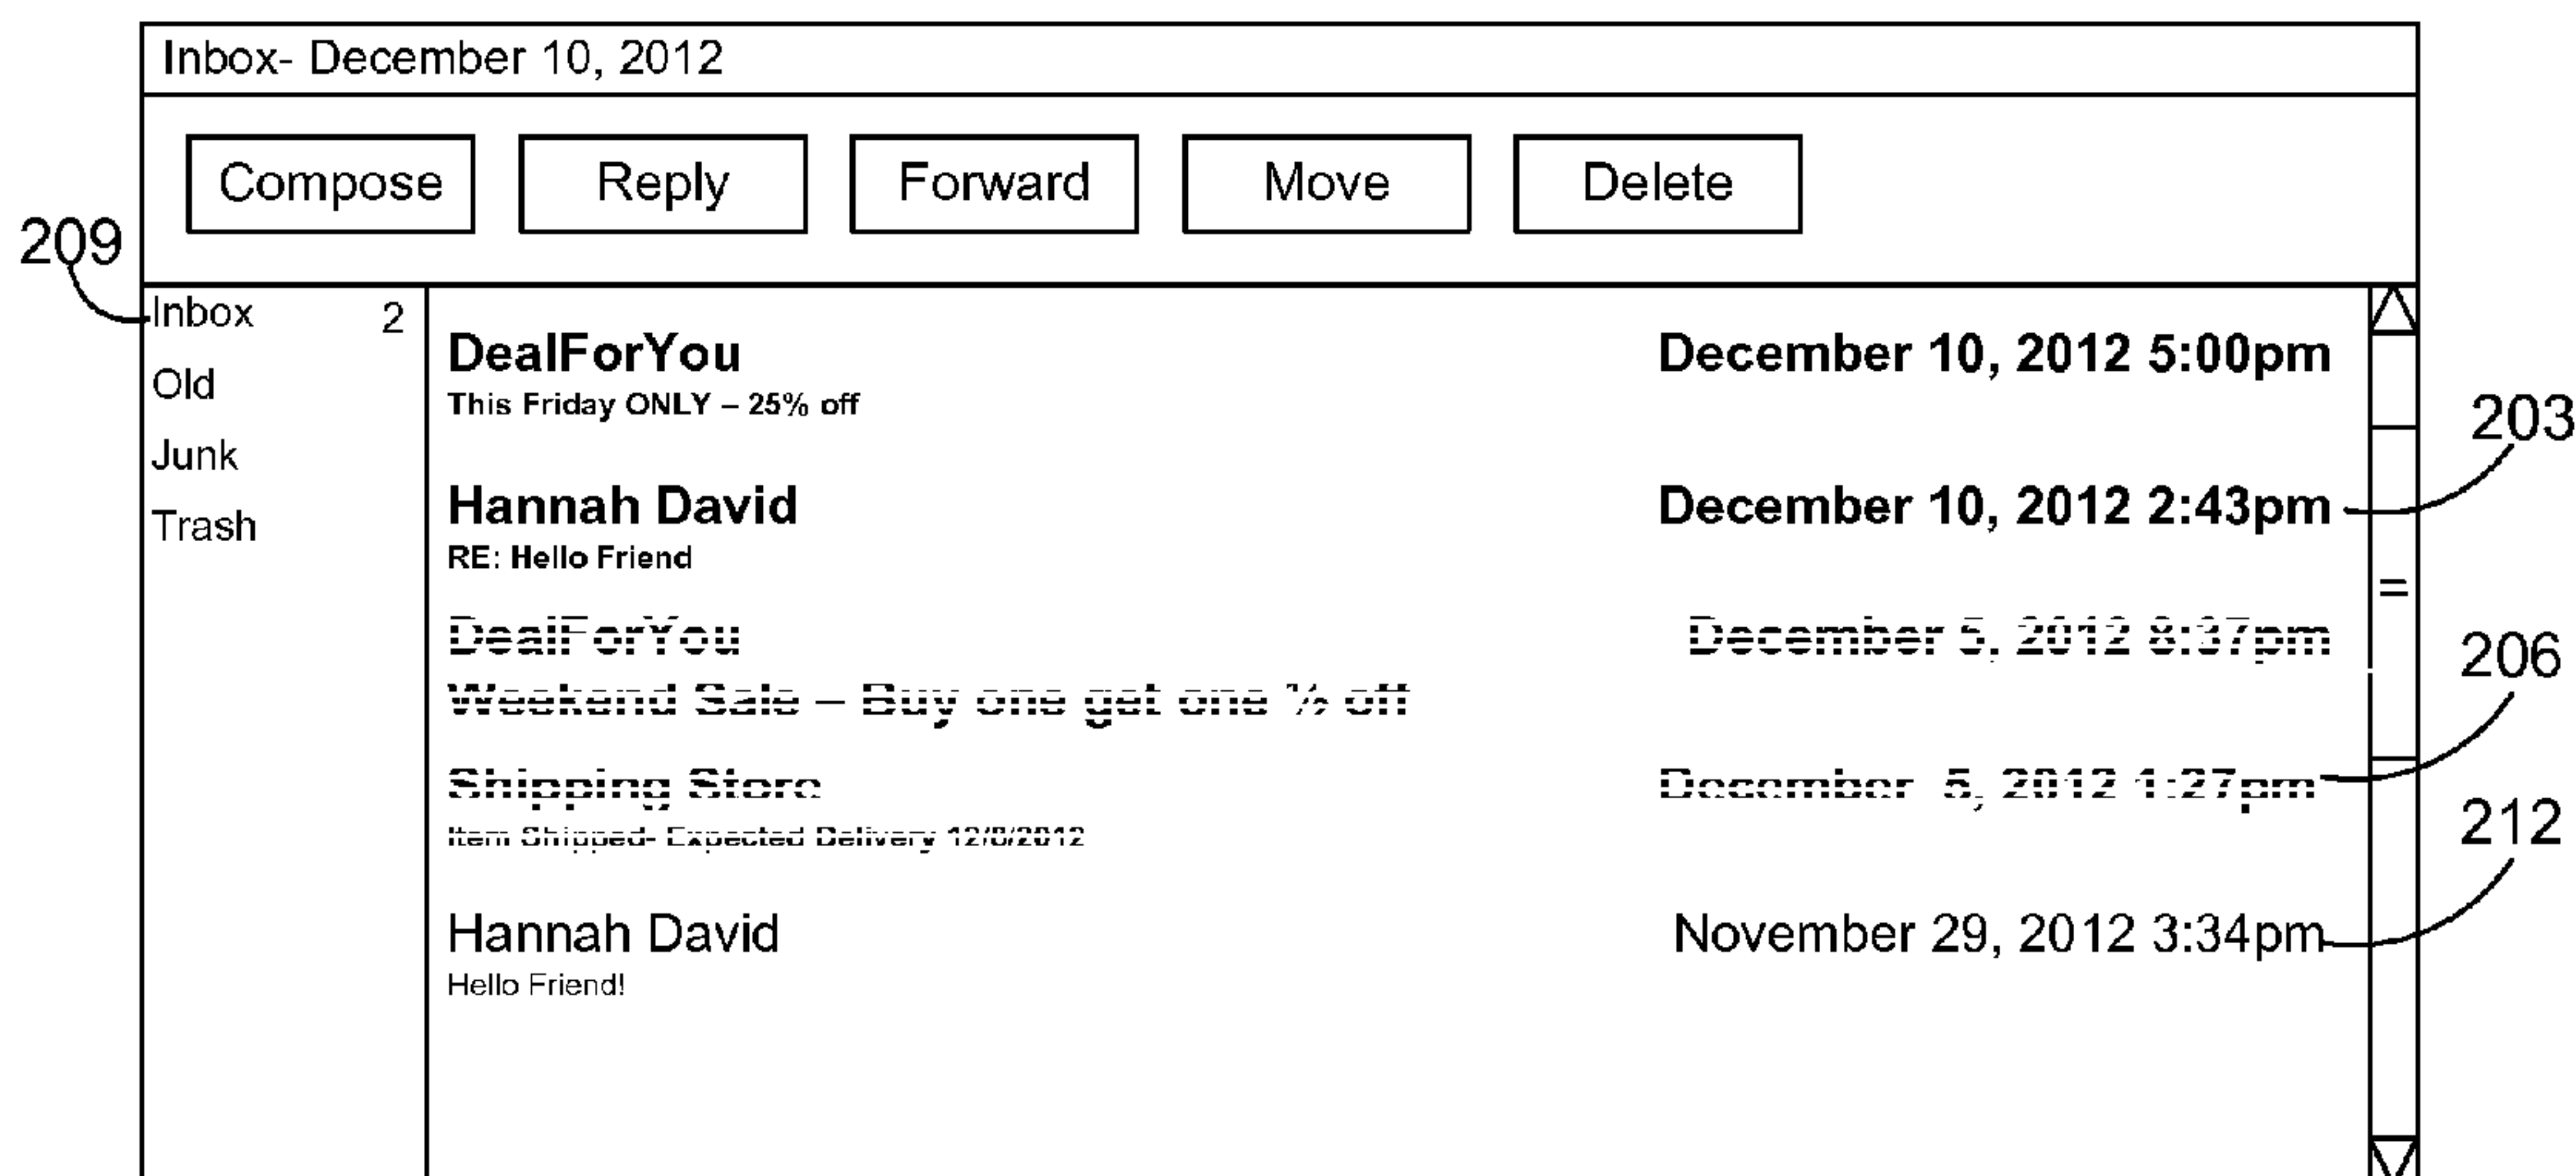 Inbox- December 10, 2012
Compose Reply Forward Move Delete
209
Inbox 2
Old
Junk
Trash
DealForYou December 10, 2012 5:00pm
This Friday ONLY – 25% off
203
Hannah David December 10, 2012 2:43pm
RE: Hello Friend
DealForYou December 5, 2012 8:37pm
206
Weekend Sale – Buy one get one ½ off
Shipping Store December 5, 2012 1:27pm
Item Shipped- Expected Delivery
212
Hannah David November 29, 2012 3:34pm
Hello Friend!